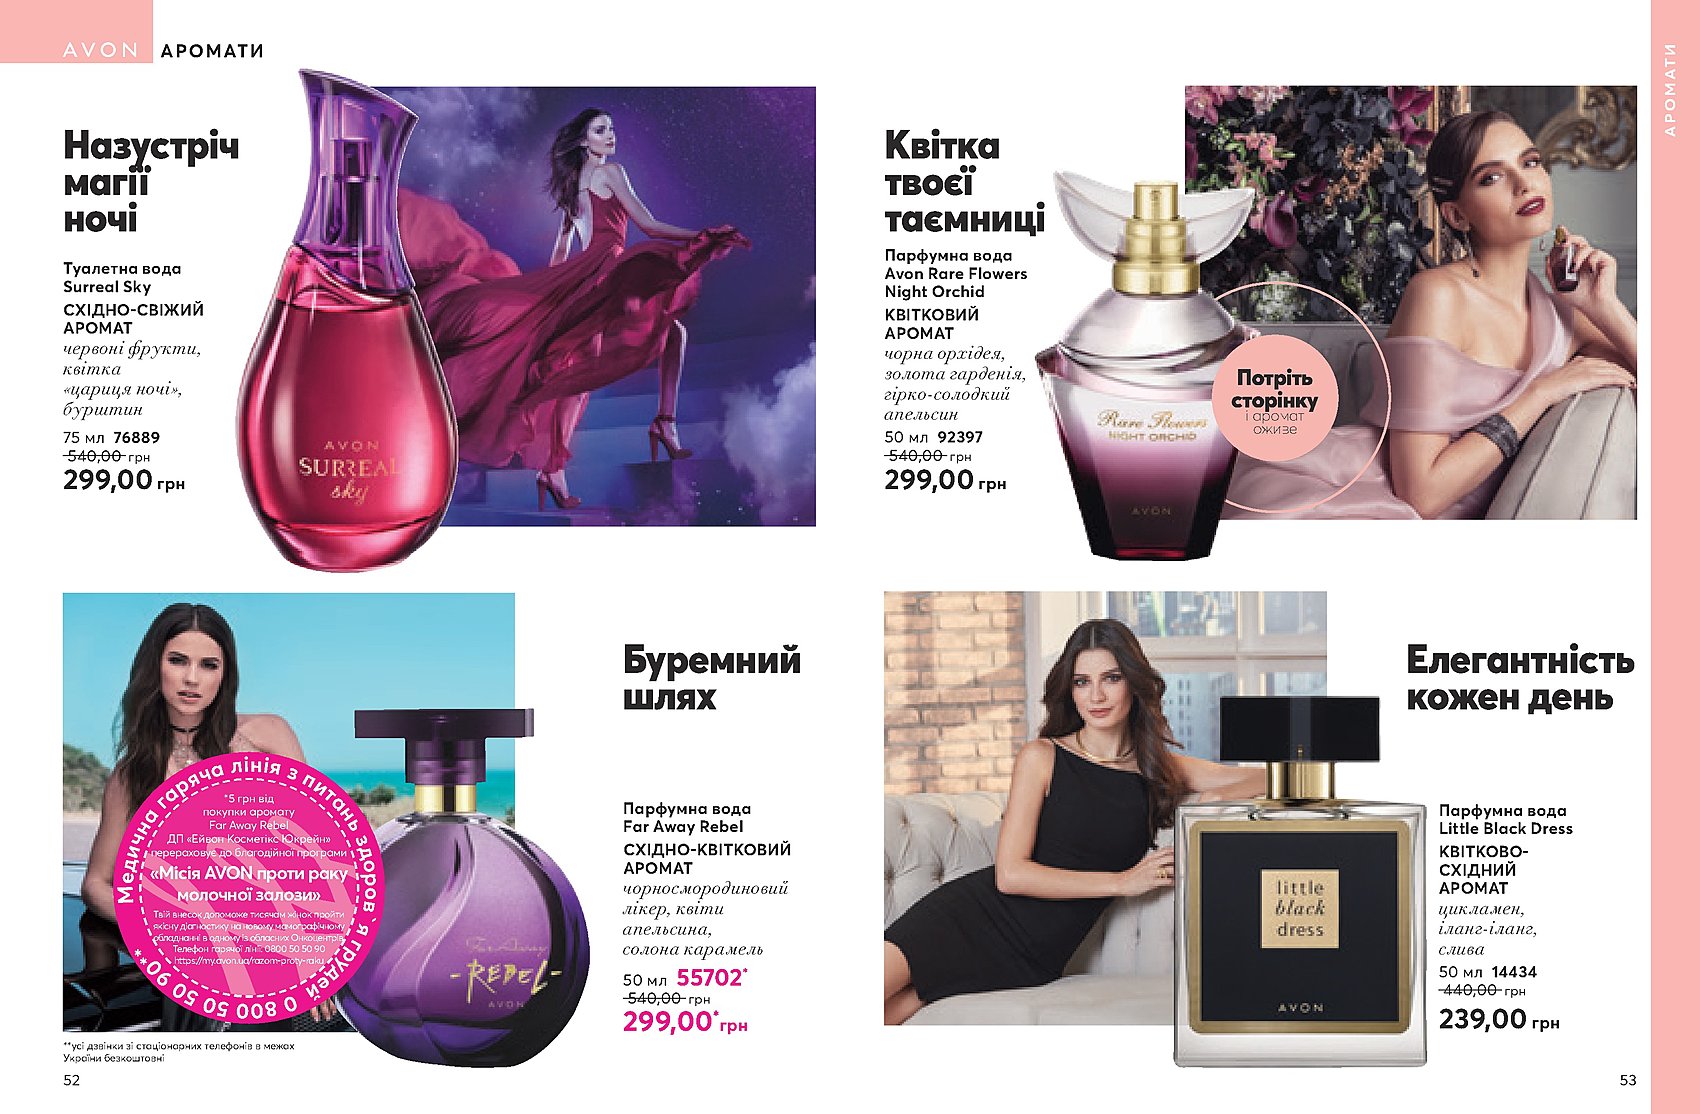 AVON АРОМАТИ
Назустріч
магії
ночі
Туалетна вода
Surreal Sky
СХІДНО-СВІЖИЙ
АРОМАТ
червоні фрукти,
квітка
«цариця ночі»,
бурштин
75 мл 76889
540,00 грн
299,00 грн
AVON
SURREAL
sky
Буремний
шлях
Парфумна вода
Far Away Rebel
СХІДНО-КВІТКОВИЙ
АРОМАТ
чорносмородиновий
лікер, квіти
апельсина,
солона карамель
50 мл 55702*
540,00 грн
299,00* грн
Far Away
-REBEL-
AVON
Медична гаряча лінія з питань здоров`я грудей 0 800 50 50 90**
*5 грн від
покупки аромату
Far Away Rebel
ДП «Ейвон Косметікс Юкрейн»
перераховує до благодійної програми
«Місія AVON проти раку
молочної залози»
Твій внесок допоможе тисячам жінок пройти
якісну діагностику на новому мамографічному
обладнанні в одному із обласних Онкоцентрів.
Телефон гарячої лінії: 0800 50 50 90
https://my.avon.ua/razom-proty-raku
**усі дзвінки зі стаціонарних телефонів в межах
України безкоштовні
52
Квітка
твоєї
таємниці
Парфумна вода
Avon Rare Flowers
Night Orchid
КВІТКОВИЙ
АРОМАТ
чорна орхідея,
золота гарденія,
гірко-солодкий
апельсин
50 мл 92397
540,00 грн
299,00 грн
Rare Flowers
NIGHT ORCHID
AVON
Потріть
сторінку
і аромат
оживе
Елегантність
кожен день
Парфумна вода
Little Black Dress
КВІТКОВО-
СХІДНИЙ
АРОМАТ
цикламен,
іланг-іланг,
слива
50 мл 14434
440,00 грн
239,00 грн
little
black
dress
AVON
АРОМАТИ
53